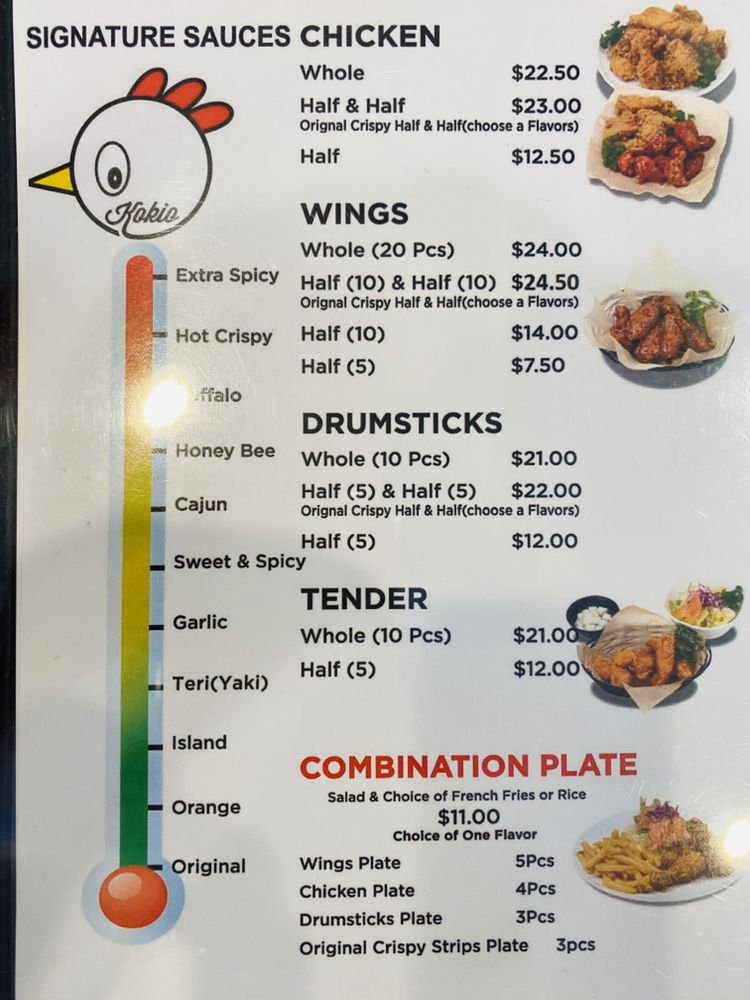 SIGNATURE SAUCES
Kokio
Extra Spicy
Hot Crispy
Honey Bee
Cajun
Sweet & Spicy
Garlic
Teri(Yaki)
Island
Orange
Original
CHICKEN
Whole $22.50
Half & Half $23.00
Orignal Crispy Half & Half(choose a Flavors)
Half $12.50
WINGS
Whole (20 Pcs) $24.00
Half (10) & Half (10) $24.50
Orignal Crispy Half & Half(choose a Flavors)
Half (10) $14.00
Half (5) $7.50
DRUMSTICKS
Whole (10 Pcs) $21.00
Half (5) & Half (5) $22.00
Orignal Crispy Half & Half(choose a Flavors)
Half (5) $12.00
TENDER
Whole (10 Pcs) $21.00
Half (5) $12.00
COMBINATION PLATE
Salad & Choice of French Fries or Rice
$11.00
Choice of One Flavor
Wings Plate 5Pcs
Chicken Plate 4Pcs
Drumsticks Plate 3Pcs
Original Crispy Strips Plate 3pcs